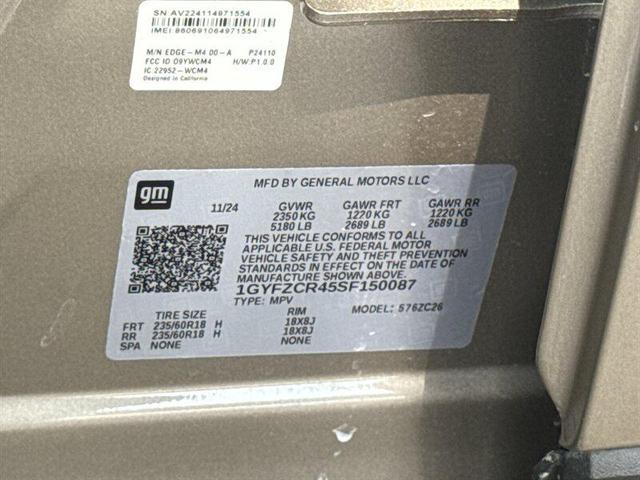 SN:AV224114971554
IMEI:860691064971554
M/N:EDGE-M4.00-A P24110
FCC ID:O9YWCM4 H/W:P1.0.0
IC:22952-WCM4
Designed in California
gm
MFD BY GENERAL MOTORS LLC
11/24 GVWR GAWR FRT GAWR RR
2350 KG 1220 KG 1220 KG
5180 LB 2689 LB 2689 LB
THIS VEHICLE CONFORMS TO ALL
APPLICABLE U.S. FEDERAL MOTOR
VEHICLE SAFETY AND THEFT PREVENTION
STANDARDS IN EFFECT ON THE DATE OF
MANUFACTURE SHOWN ABOVE.
1GYFZCR45SF150087
TYPE: MPV MODEL: 576ZC26
TIRE SIZE RIM
FRT 235/60R18 H 18X8J
RR 235/60R18 H 18X8J
SPA NONE NONE